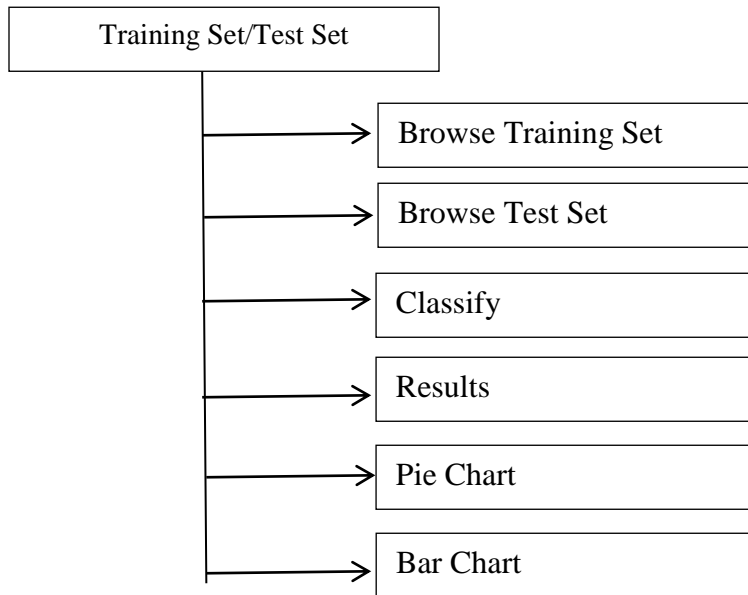 Training Set/Test Set
Browse Training Set
Browse Test Set
Classify
Results
Pie Chart
Bar Chart